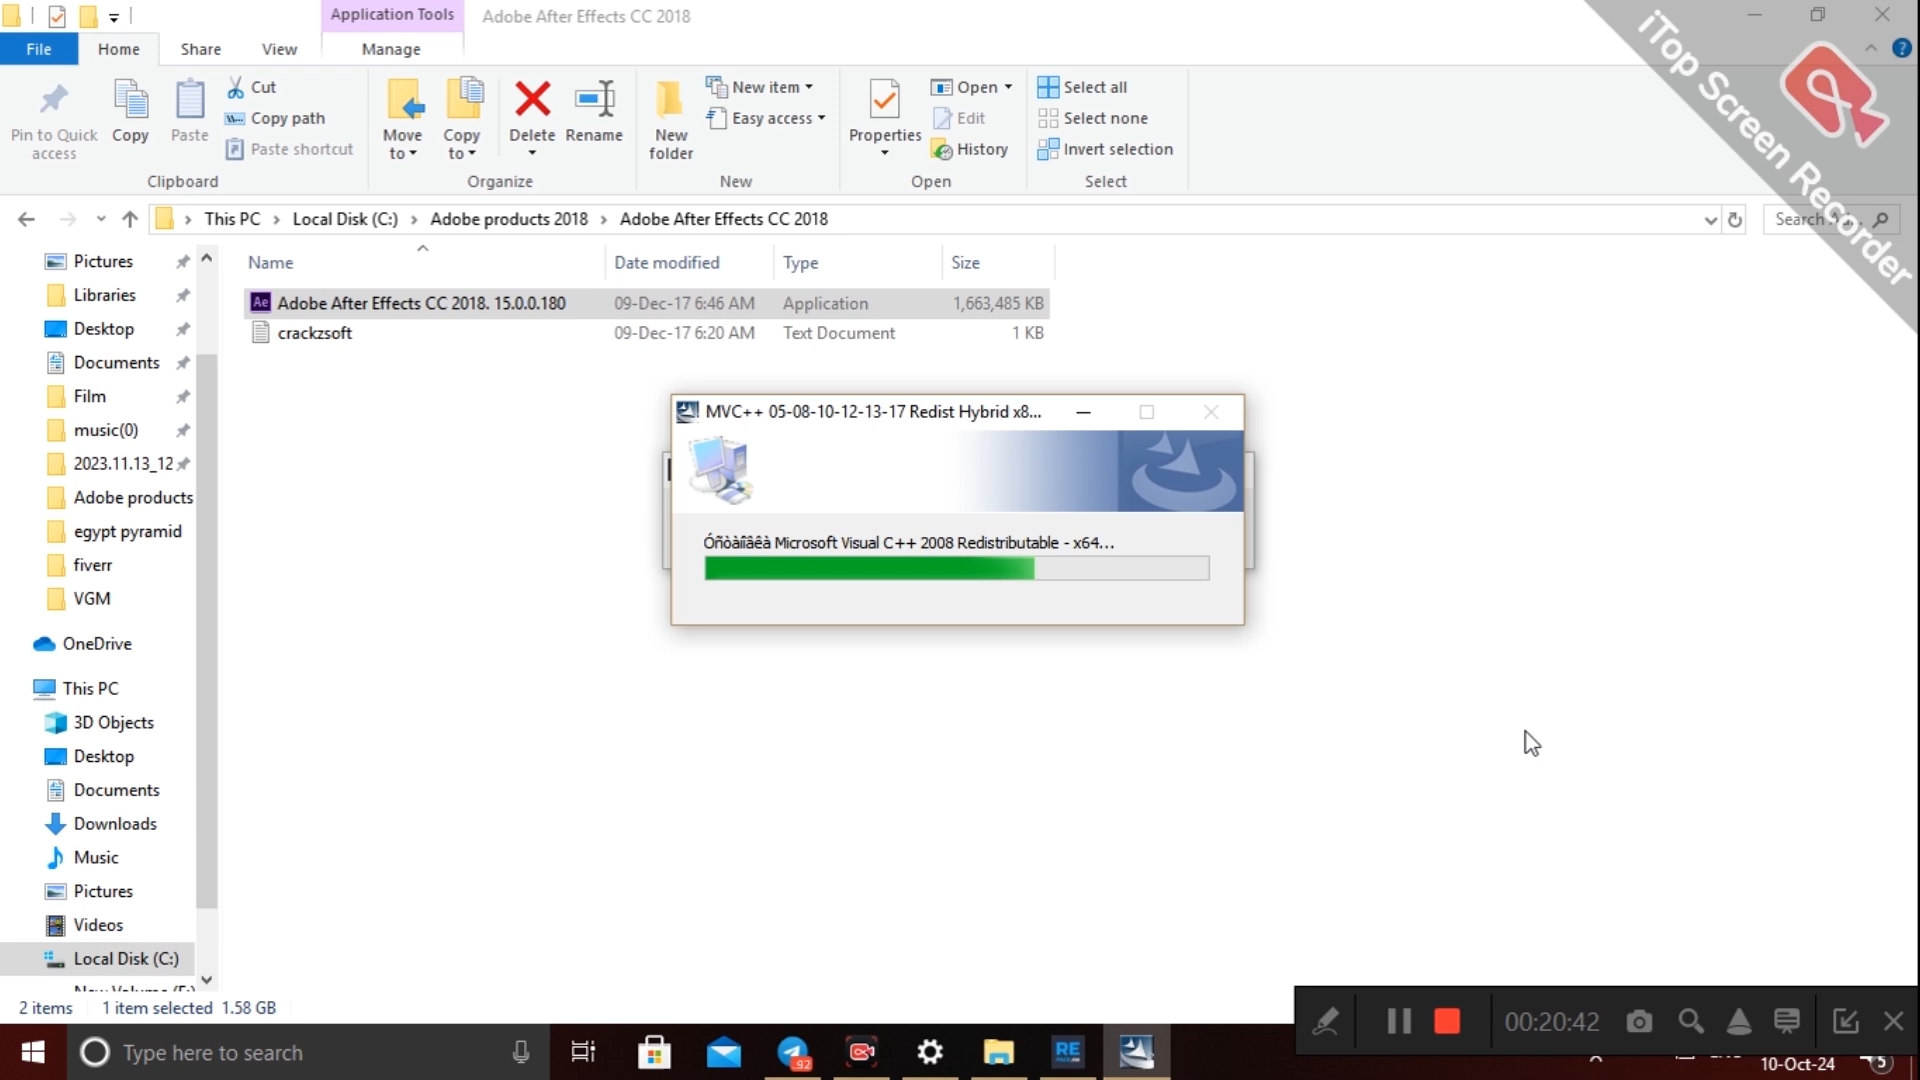 Application Tools
Adobe After Effects CC 2018
File
Home
Share
View
Manage
Pin to Quick access
Copy
Paste
Cut
Copy path
Paste shortcut
Move to
Copy to
Delete
Rename
New folder
New item
Easy access
Properties
Open
Edit
History
Select all
Select none
Invert selection
Clipboard
Organize
New
Open
Select
iTop Screen Recorder
This PC
Local Disk (C:)
Adobe products 2018
Adobe After Effects CC 2018
Search
Name
Date modified
Type
Size
Adobe After Effects CC 2018. 15.0.0.180
09-Dec-17 6:46 AM
Application
1,663,485 KB
crackzsoft
09-Dec-17 6:20 AM
Text Document
1 KB
Pictures
Libraries
Desktop
Documents
Film
music(0)
2023.11.13_12
Adobe products
egypt pyramid
fiverr
VGM
OneDrive
This PC
3D Objects
Desktop
Documents
Downloads
Music
Pictures
Videos
Local Disk (C:)
MVC++ 05-08-10-12-13-17 Redist Hybrid x8...
Óñòàíîâêà Microsoft Visual C++ 2008 Redistributable - x64...
2 items
1 item selected 1.58 GB
00:20:42
Type here to search
92
RE
10-Oct-24
5